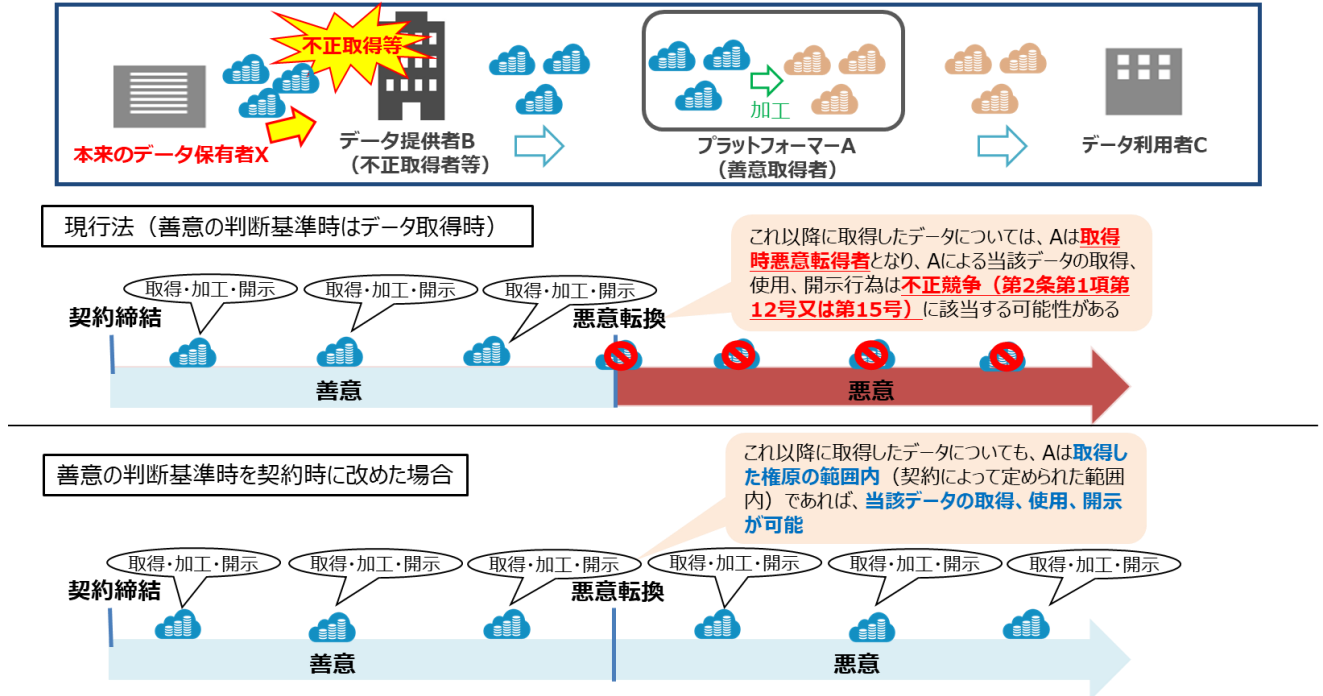 不正取得等
本来のデータ保有者X
データ提供者B
（不正取得者等）
加工
プラットフォーマーA
（善意取得者）
データ利用者C
現行法（善意の判断基準時はデータ取得時）
これ以降に取得したデータについては、Aは取得
時悪意転得者となり、Aによる当該データの取得、
使用、開示行為は不正競争（第2条第1項第
12号又は第15号）に該当する可能性がある
取得・加工・開示
取得・加工・開示
取得・加工・開示
契約締結
悪意転換
善意
悪意
善意の判断基準時を契約時に改めた場合
これ以降に取得したデータについても、Aは取得し
た権原の範囲内（契約によって定められた範囲
内）であれば、当該データの取得、使用、開示
が可能
取得・加工・開示
取得・加工・開示
取得・加工・開示
取得・加工・開示
取得・加工・開示
取得・加工・開示
契約締結
悪意転換
善意
悪意